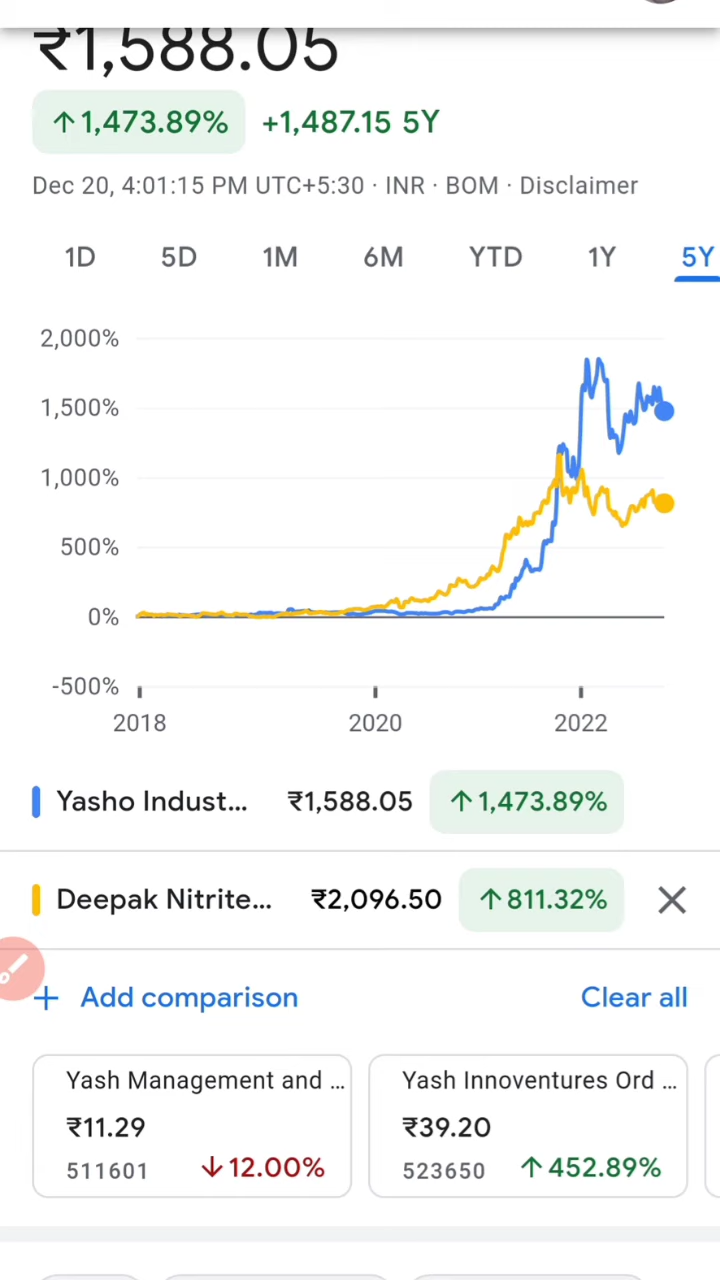 ₹1,588.05
↑ 1,473.89% +1,487.15 5Y
Dec 20, 4:01:15 PM UTC+5:30 · INR · BOM · Disclaimer
1D 5D 1M 6M YTD 1Y 5Y
2,000%
1,500%
1,000%
500%
0%
-500%
2018 2020 2022
Yasho Indust... ₹1,588.05 ↑ 1,473.89%
Deepak Nitrite... ₹2,096.50 ↑ 811.32%
+ Add comparison Clear all
Yash Management and ...
₹11.29
511601 ↓ 12.00%
Yash Innoventures Ord ...
₹39.20
523650 ↑ 452.89%